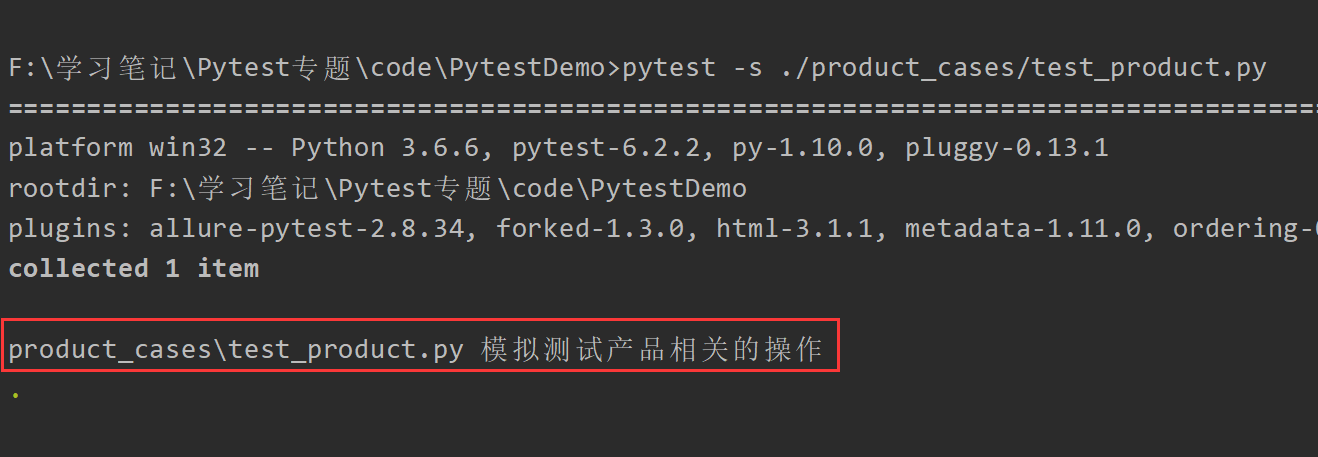 F:\学习笔记\Pytest专题\code\PytestDemo>pytest -s ./product_cases/test_product.py
====================================================================================
platform win32 -- Python 3.6.6, pytest-6.2.2, py-1.10.0, pluggy-0.13.1
rootdir: F:\学习笔记\Pytest专题\code\PytestDemo
plugins: allure-pytest-2.8.34, forked-1.3.0, html-3.1.1, metadata-1.11.0, ordering-
collected 1 item
product_cases\test_product.py 模拟测试产品相关的操作
.